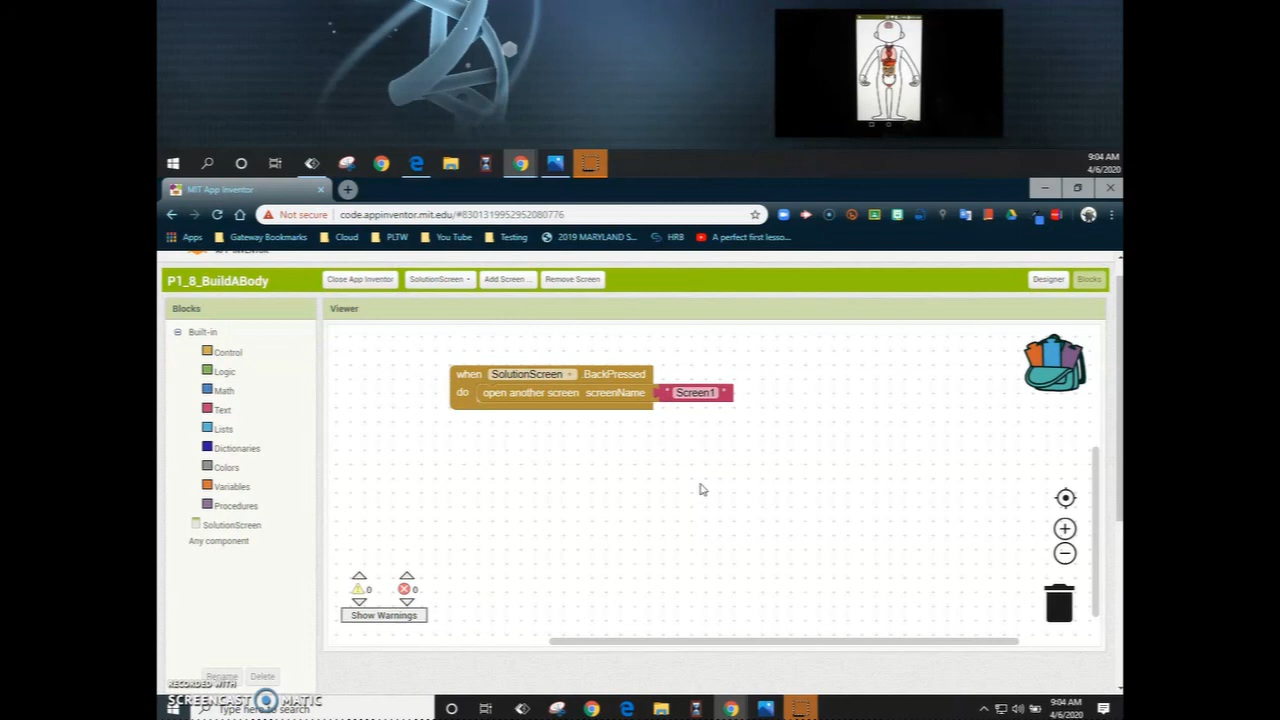 9:04 AM
4/6/2020
MIT App Inventor
Not secure code.appinventor.mit.edu/#8301319952952080776
Apps Gateway Bookmarks Cloud PLTW You Tube Testing 2019 MARYLAND S... HRB A perfect first lesso...
P1_8_BuildABody Close App Inventor SolutionScreen Add Screen ... Remove Screen Designer Blocks
Blocks Viewer
Built-in
Control
Logic
Math
Text
Lists
Dictionaries
Colors
Variables
Procedures
SolutionScreen
Any component
when SolutionScreen .BackPressed
do open another screen screenName " Screen1 "
0 0
Show Warnings
Rename Delete
RECORDED WITH
SCREENCAST MATIC
Type here to search
9:04 AM
4/6/2020